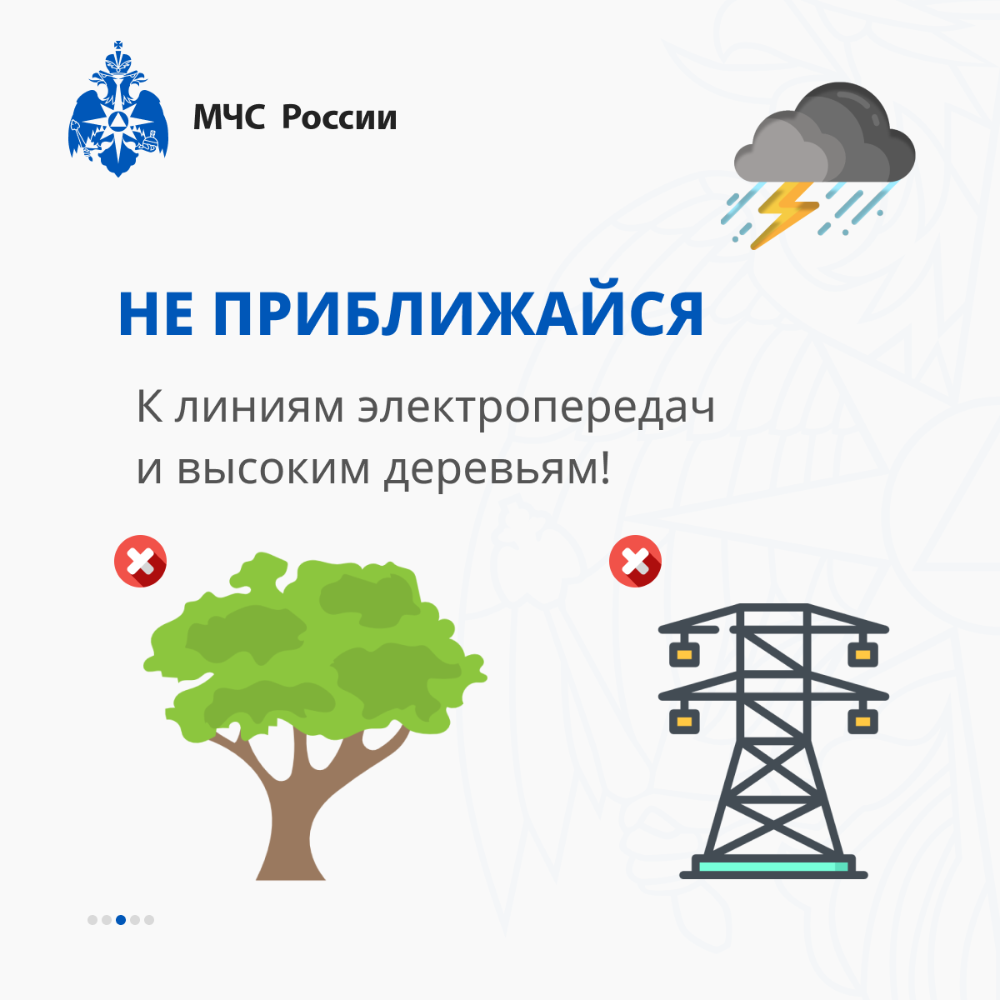 МЧС России
НЕ ПРИБЛИЖАЙСЯ
К линиям электропередач
и высоким деревьям!